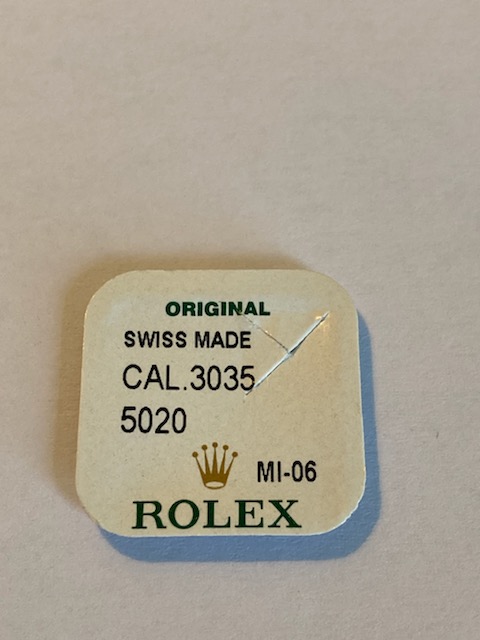 ORIGINAL
SWISS MADE
CAL.3035
5020
MI-06
ROLEX